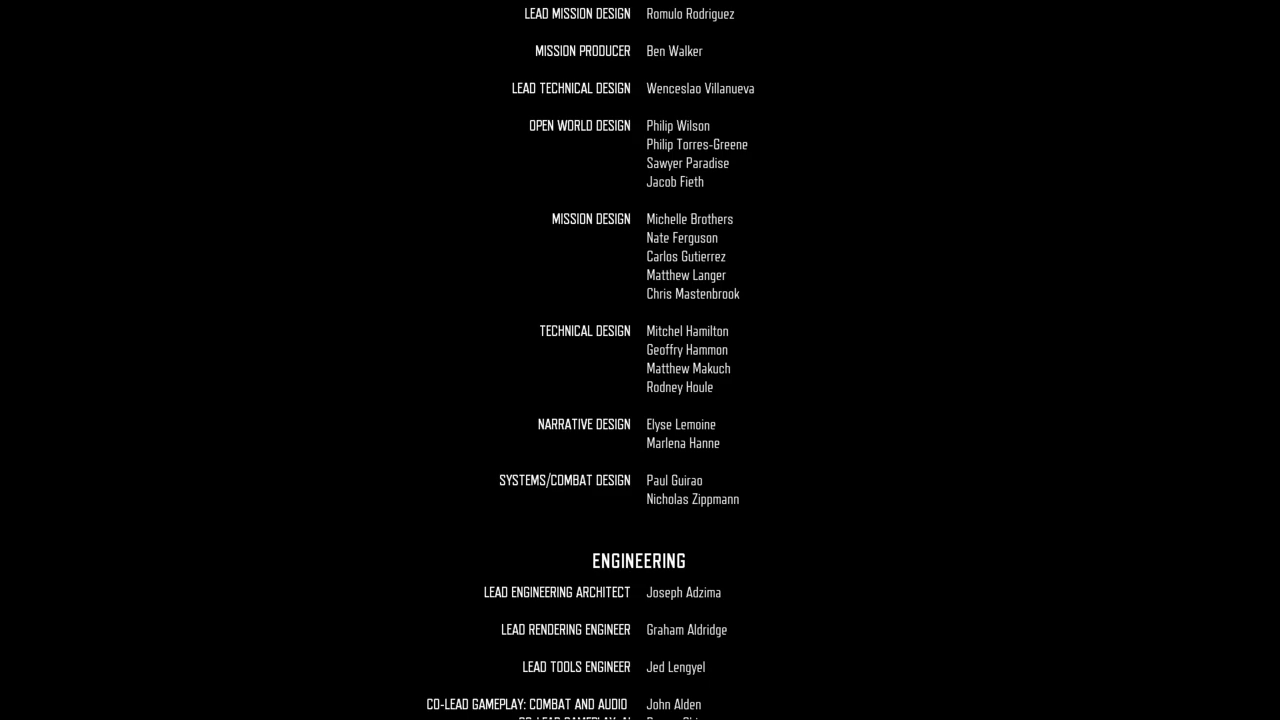 LEAD MISSION DESIGN Romulo Rodriguez
MISSION PRODUCER Ben Walker
LEAD TECHNICAL DESIGN Wenceslao Villanueva
OPEN WORLD DESIGN Philip Wilson
Philip Torres-Greene
Sawyer Paradise
Jacob Fieth
MISSION DESIGN Michelle Brothers
Nate Ferguson
Carlos Gutierrez
Matthew Langer
Chris Mastenbrook
TECHNICAL DESIGN Mitchel Hamilton
Geoffry Hammon
Matthew Makuch
Rodney Houle
NARRATIVE DESIGN Elyse Lemoine
Marlena Hanne
SYSTEMS/COMBAT DESIGN Paul Guirao
Nicholas Zippmann
ENGINEERING
LEAD ENGINEERING ARCHITECT Joseph Adzima
LEAD RENDERING ENGINEER Graham Aldridge
LEAD TOOLS ENGINEER Jed Lengyel
CO-LEAD GAMEPLAY: COMBAT AND AUDIO John Alden